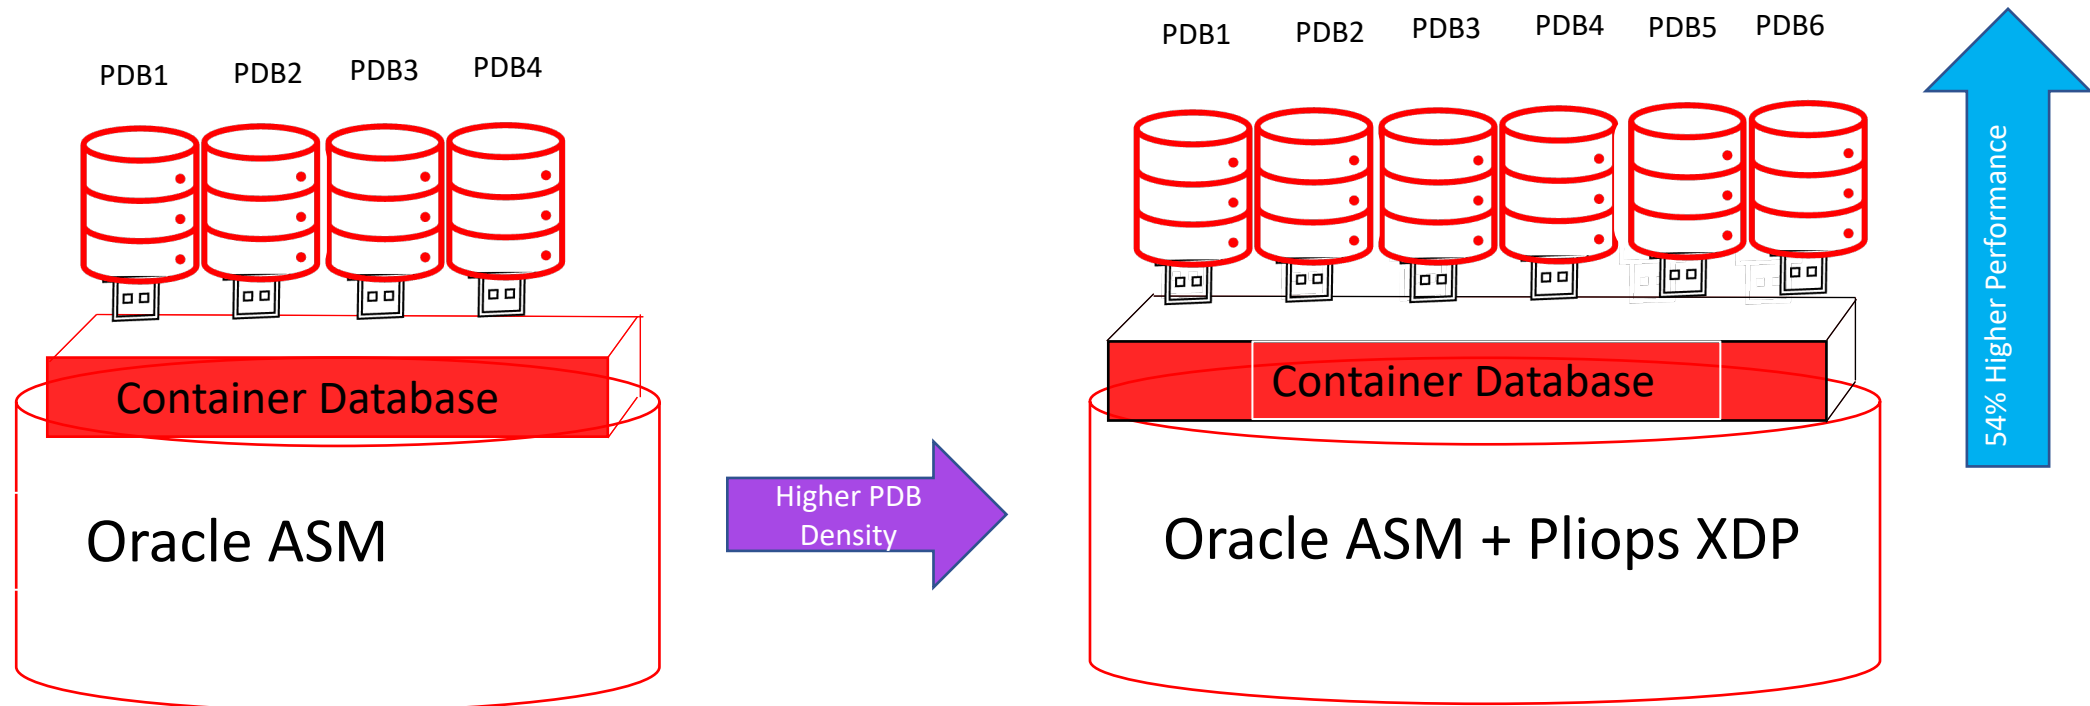 PDB1 PDB2 PDB3 PDB4
Container Database
Oracle ASM
Higher PDB
Density
PDB1 PDB2 PDB3 PDB4 PDB5 PDB6
Container Database
Oracle ASM + Pliops XDP
54% Higher Performance